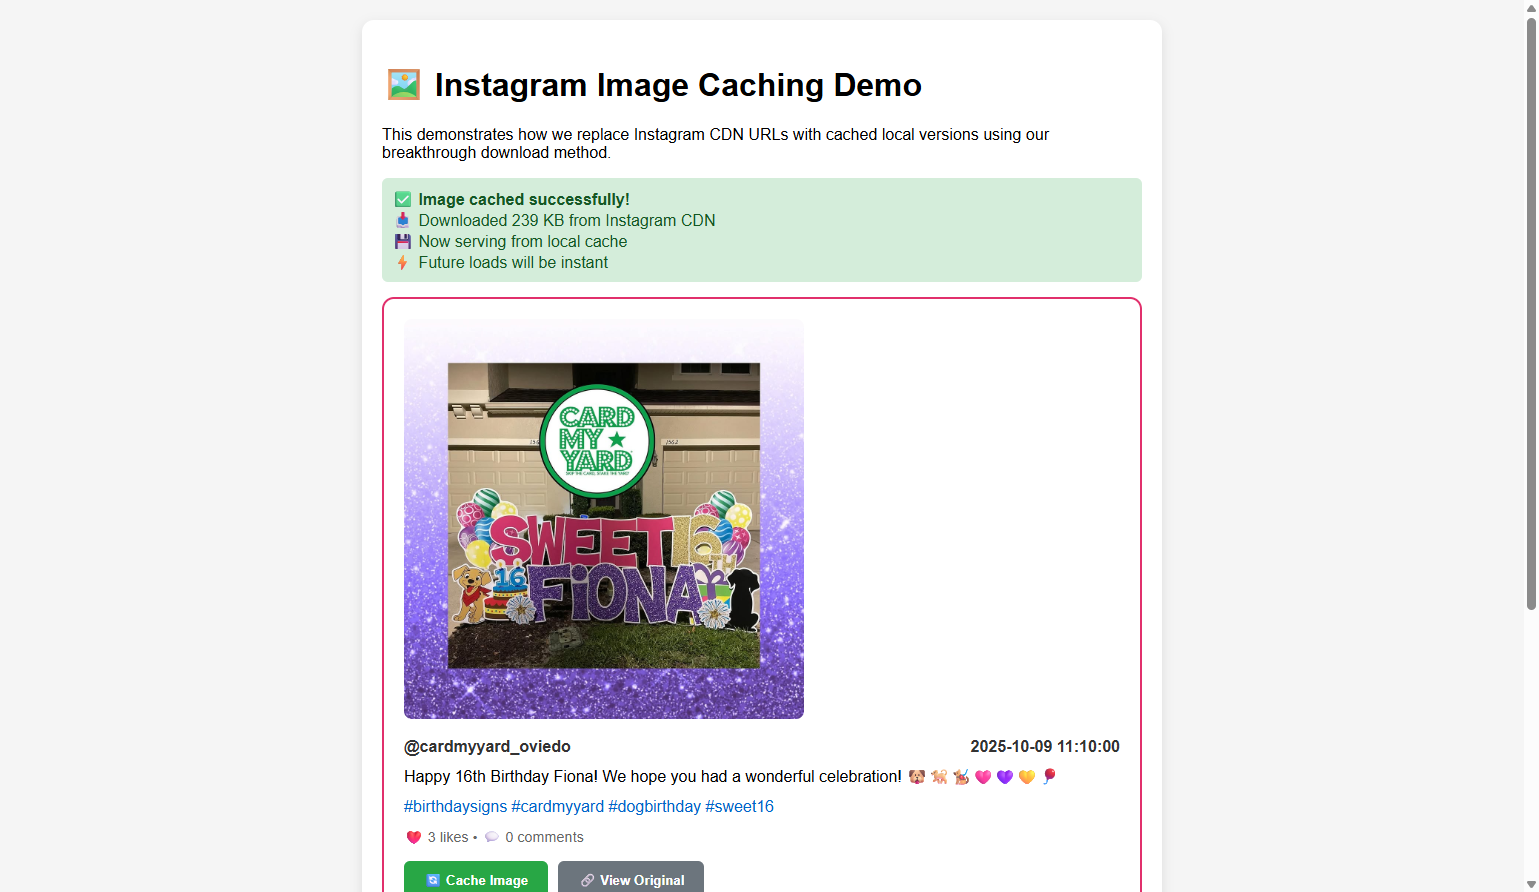 Instagram Image Caching Demo
This demonstrates how we replace Instagram CDN URLs with cached local versions using our
breakthrough download method.
Image cached successfully!
Downloaded 239 KB from Instagram CDN
Now serving from local cache
Future loads will be instant
CARD
MY
YARD
1562
SWEET 16
TH
16
FiONA
@cardmyyard_oviedo
2025-10-09 11:10:00
Happy 16th Birthday Fiona! We hope you had a wonderful celebration! 🐶 🐕 💖 💜 💛 🎈
#birthdaysigns #cardmyyard #dogbirthday #sweet16
3 likes •
0 comments
Cache Image
View Original